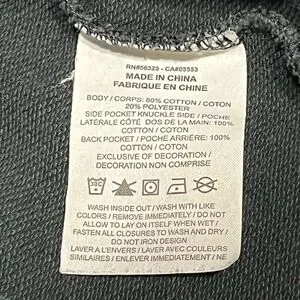 RN#56323 - CA#05553
MADE IN CHINA
FABRIQUE EN CHINE
BODY / CORPS: 80% COTTON / COTON
20% POLYESTER
SIDE POCKET KNUCKLE SIDE / POCHE
LATÉRALE CÔTÉ DOS DE LA MAIN: 100%
COTTON / COTON
BACK POCKET / POCHE ARRIÈRE: 100%
COTTON / COTON
EXCLUSIVE OF DECORATION /
DECORATION NON COMPRISE
30C
WASH INSIDE OUT / WASH WITH LIKE
COLORS / REMOVE IMMEDIATELY / DO NOT
ALLOW TO LAY ON ITSELF WHEN WET /
FASTEN ALL CLOSURES TO WASH AND DRY /
DO NOT IRON DESIGN
LAVER A L'ENVERS / LAVER AVEC COULEURS
SIMILAIRES / ENLEVER IMMEDIATEMENT / NE